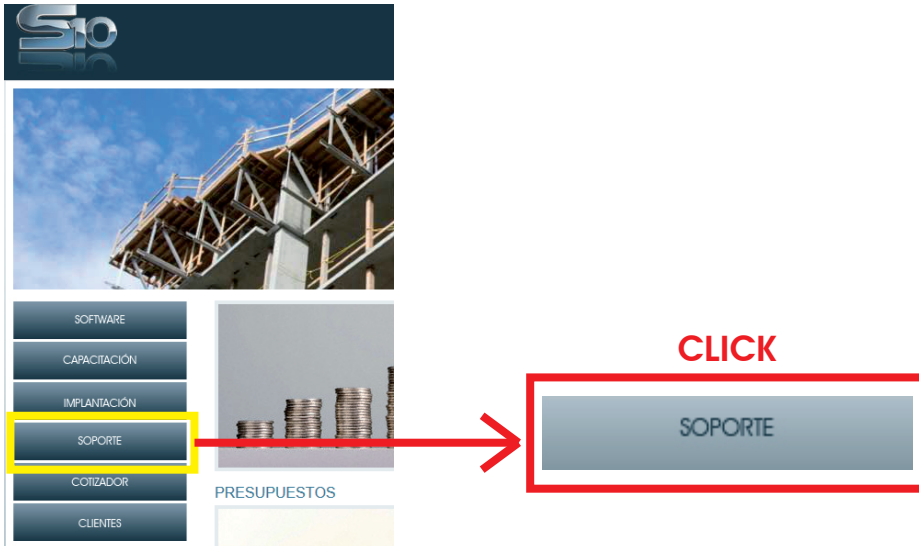 S10
SOFTWARE
CAPACITACIÓN
IMPLANTACIÓN
SOPORTE
COTIZADOR
CLIENTES
PRESUPUESTOS
CLICK
SOPORTE